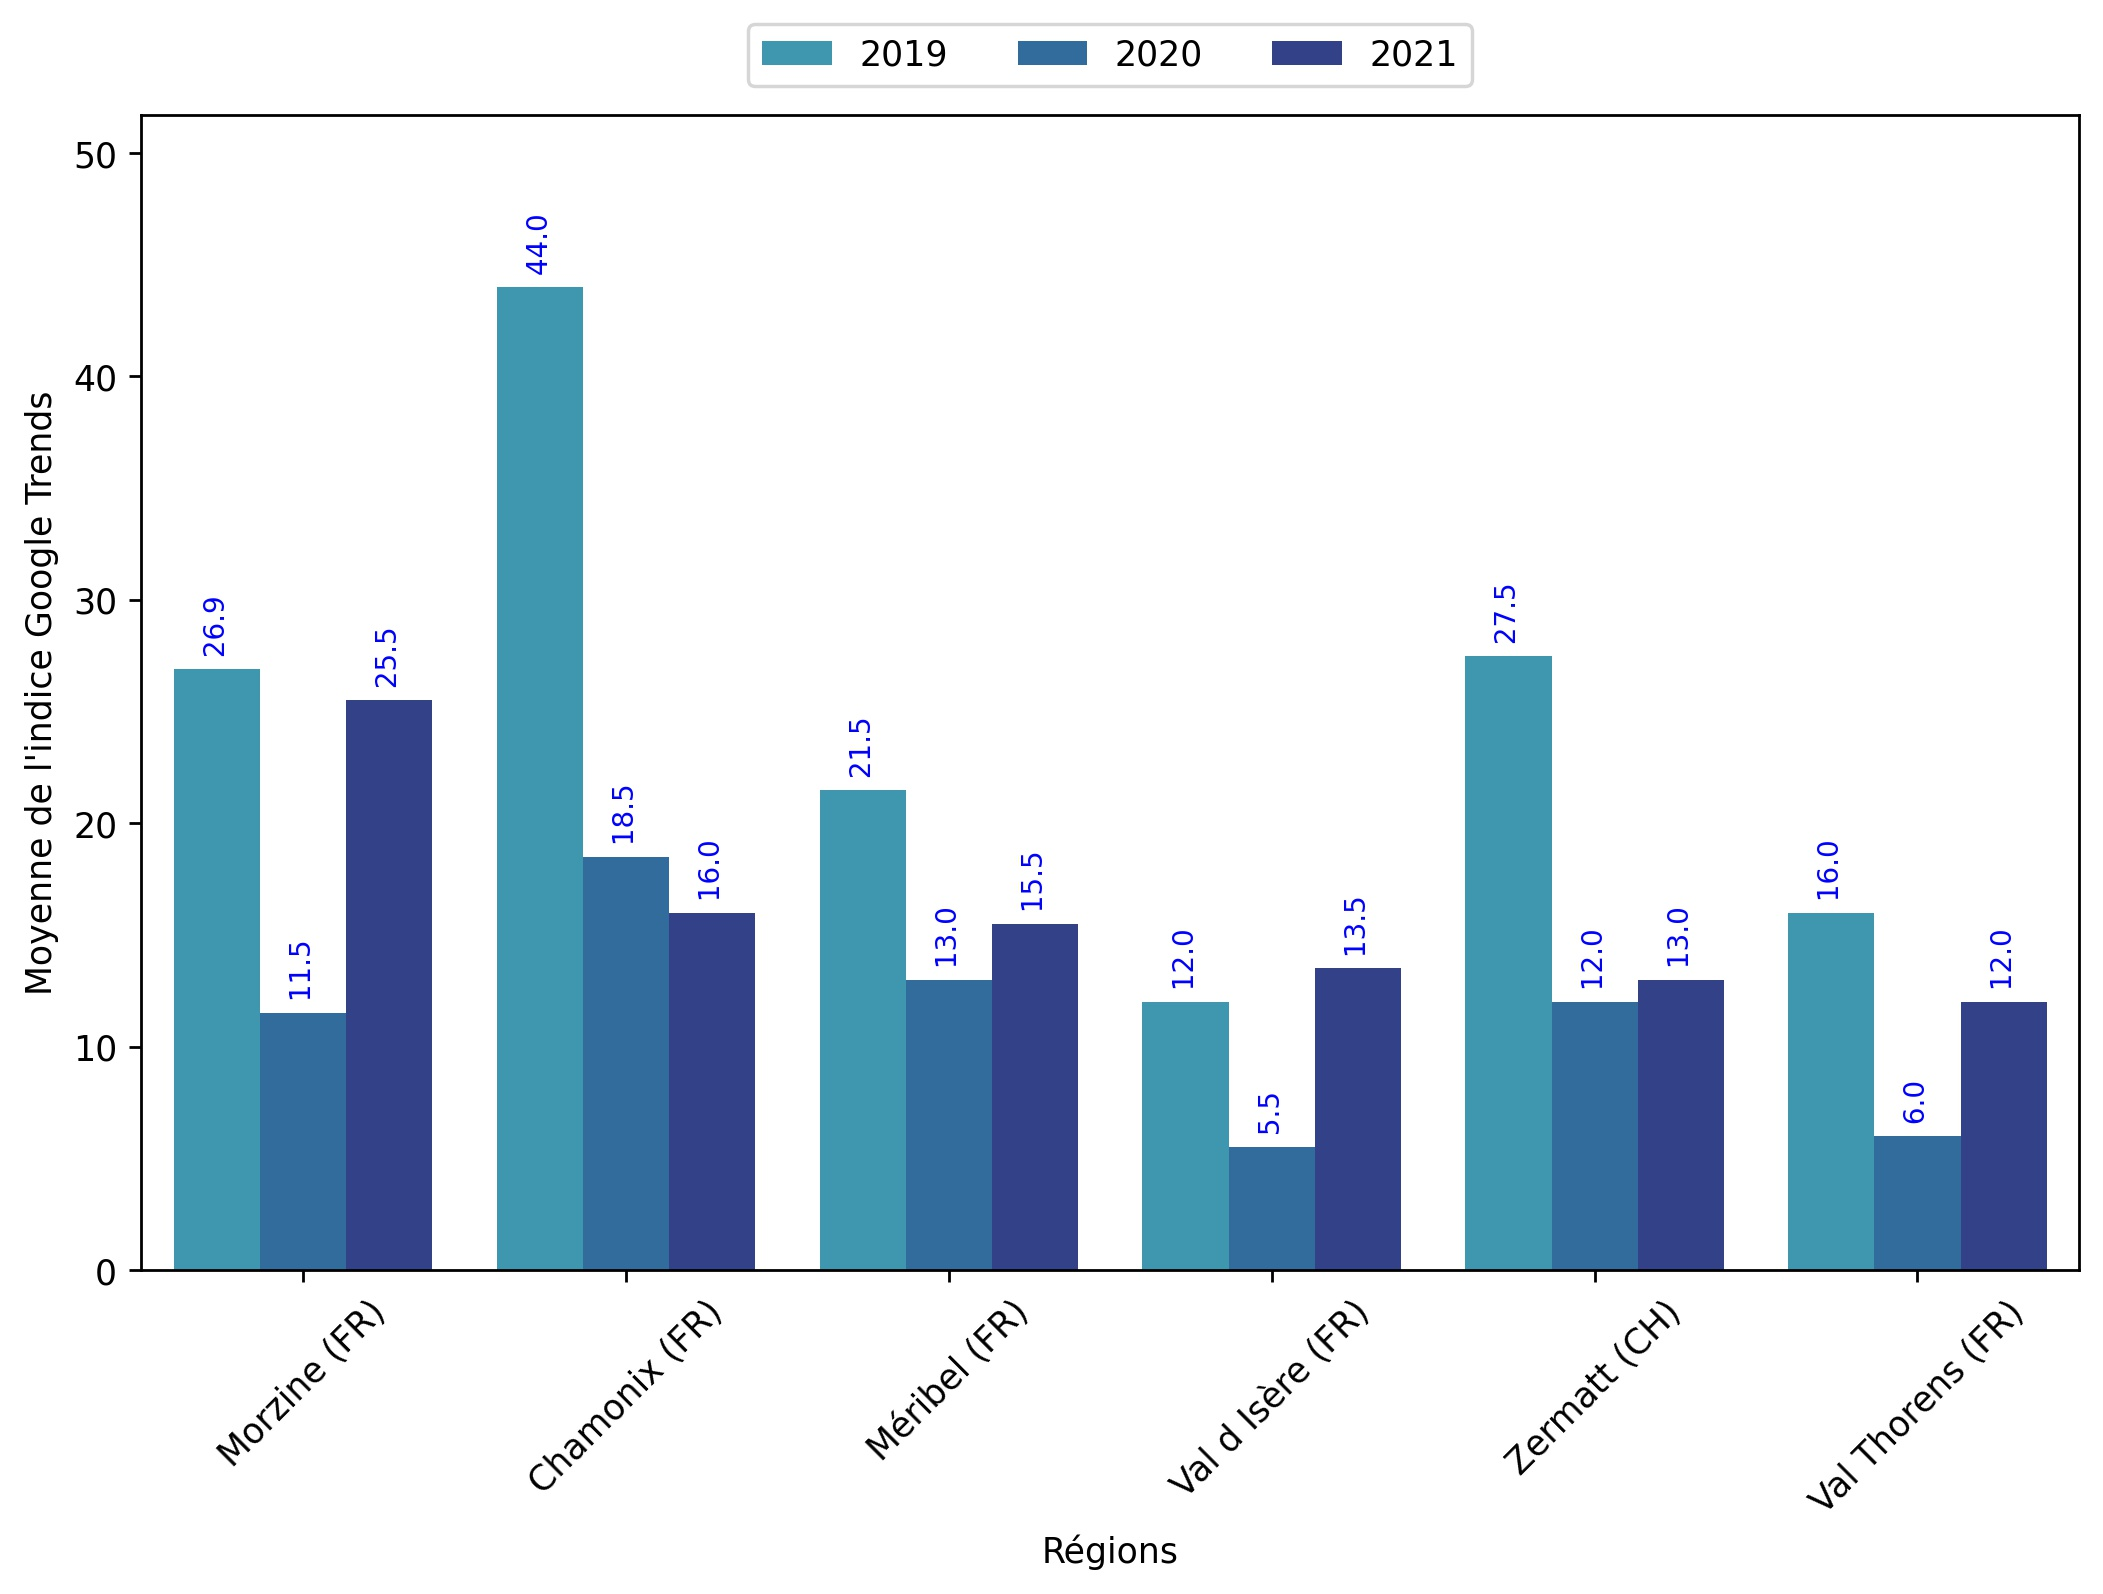 2019 2020 2021
Moyenne de l'indice Google Trends
50
40
30
20
10
0
26.9 11.5 25.5
44.0 18.5 16.0
21.5 13.0 15.5
12.0 5.5 13.5
27.5 12.0 13.0
16.0 6.0 12.0
Morzine (FR)
Chamonix (FR)
Méribel (FR)
Val d Isère (FR)
Zermatt (CH)
Val Thorens (FR)
Régions